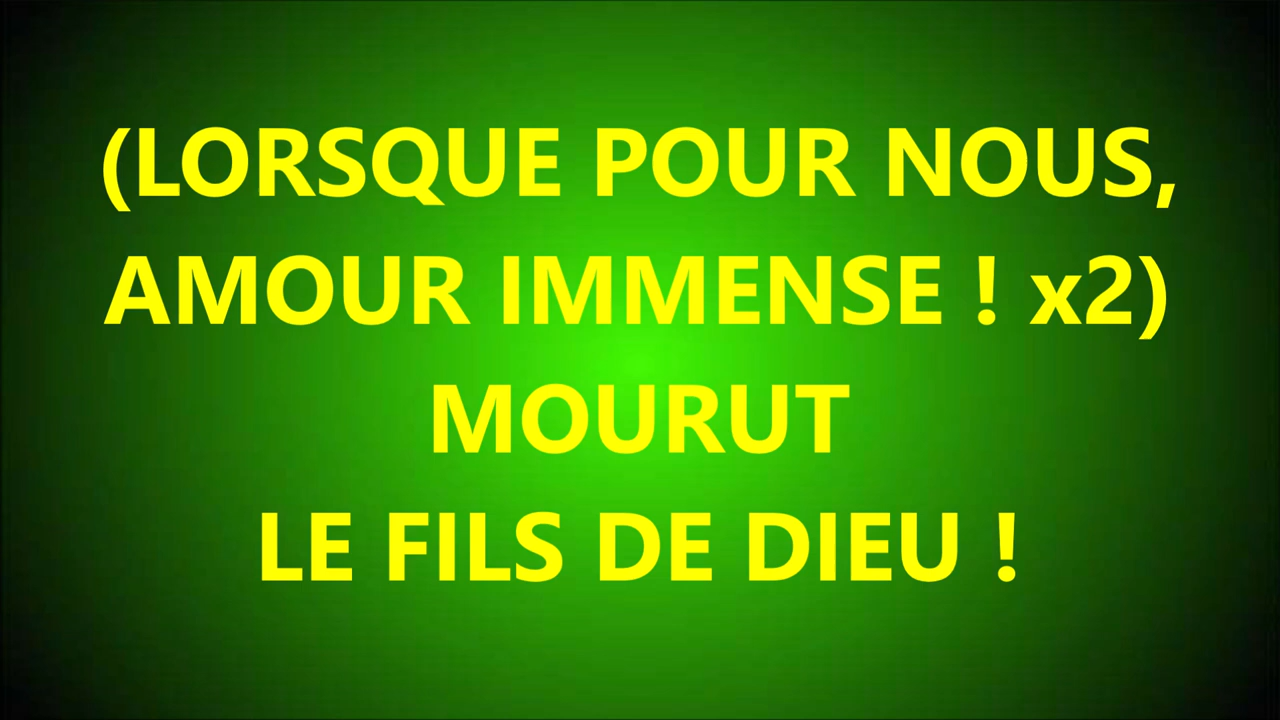 (LORSQUE POUR NOUS,
AMOUR IMMENSE ! x2)
MOURUT
LE FILS DE DIEU !